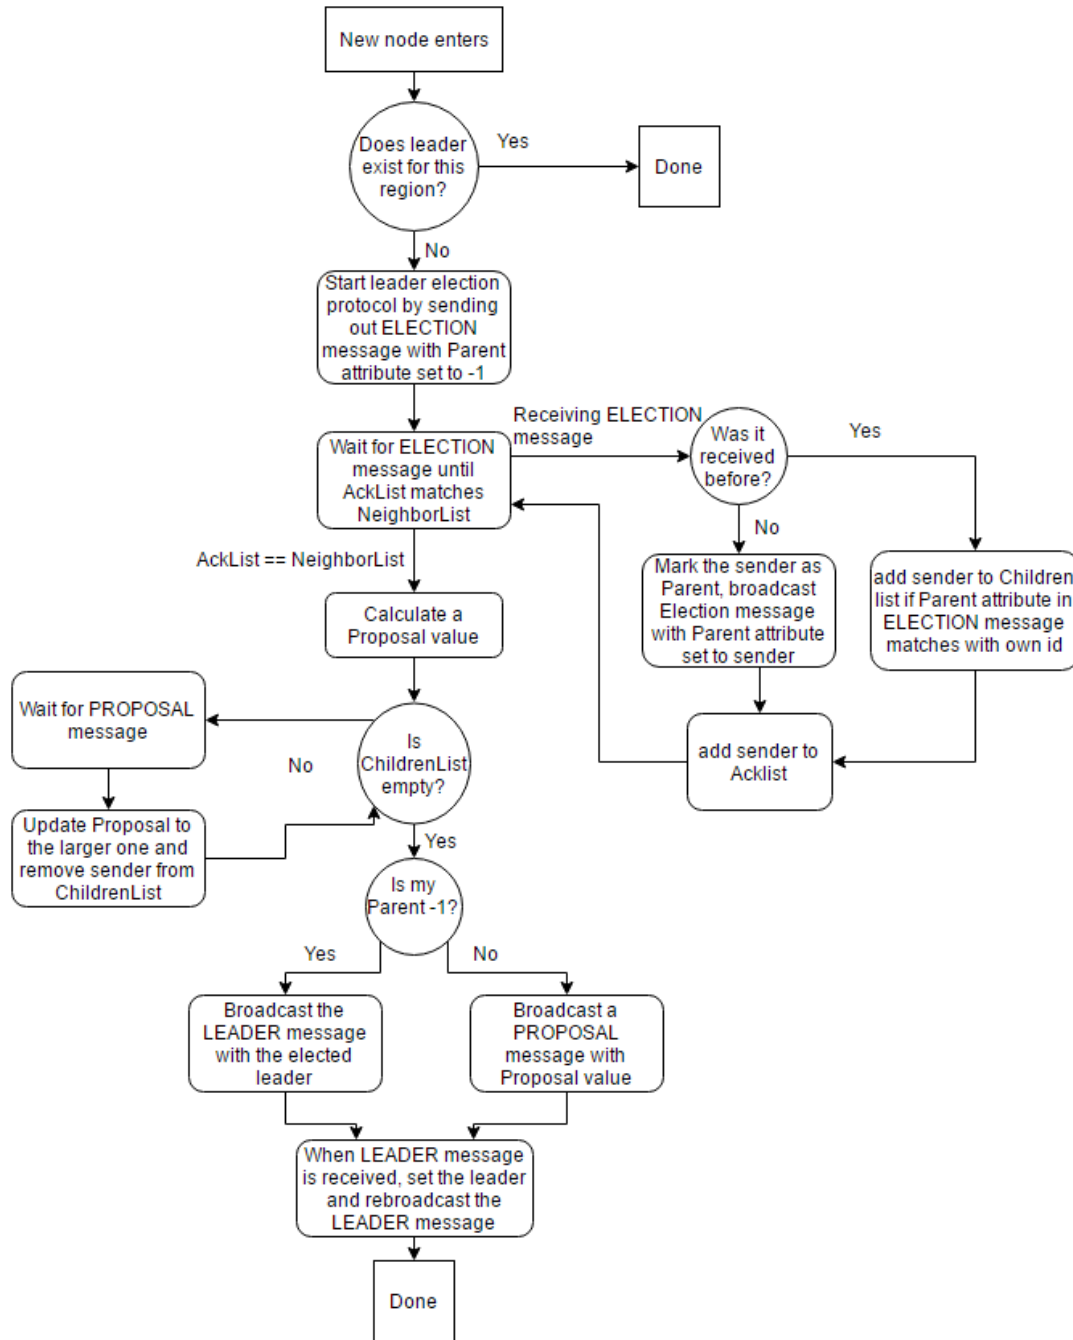 New node enters
Does leader
exist for this
region?
Yes
Done
No
Start leader election
protocol by sending
out ELECTION
message with Parent
attribute set to -1
Receiving ELECTION
message
Wait for ELECTION
message until
AckList matches
NeighborList
Was it
received
before?
Yes
No
Mark the sender as
Parent, broadcast
Election message
with Parent attribute
set to sender
add sender to Children
list if Parent attribute in
ELECTION message
matches with own id
add sender to
Acklist
AckList == NeighborList
Calculate a
Proposal value
Is
ChildrenList
empty?
No
Wait for PROPOSAL
message
Update Proposal to
the larger one and
remove sender from
ChildrenList
Yes
Is my
Parent -1?
Yes
No
Broadcast the
LEADER message
with the elected
leader
Broadcast a
PROPOSAL
message with
Proposal value
When LEADER message
is received, set the leader
and rebroadcast the
LEADER message
Done